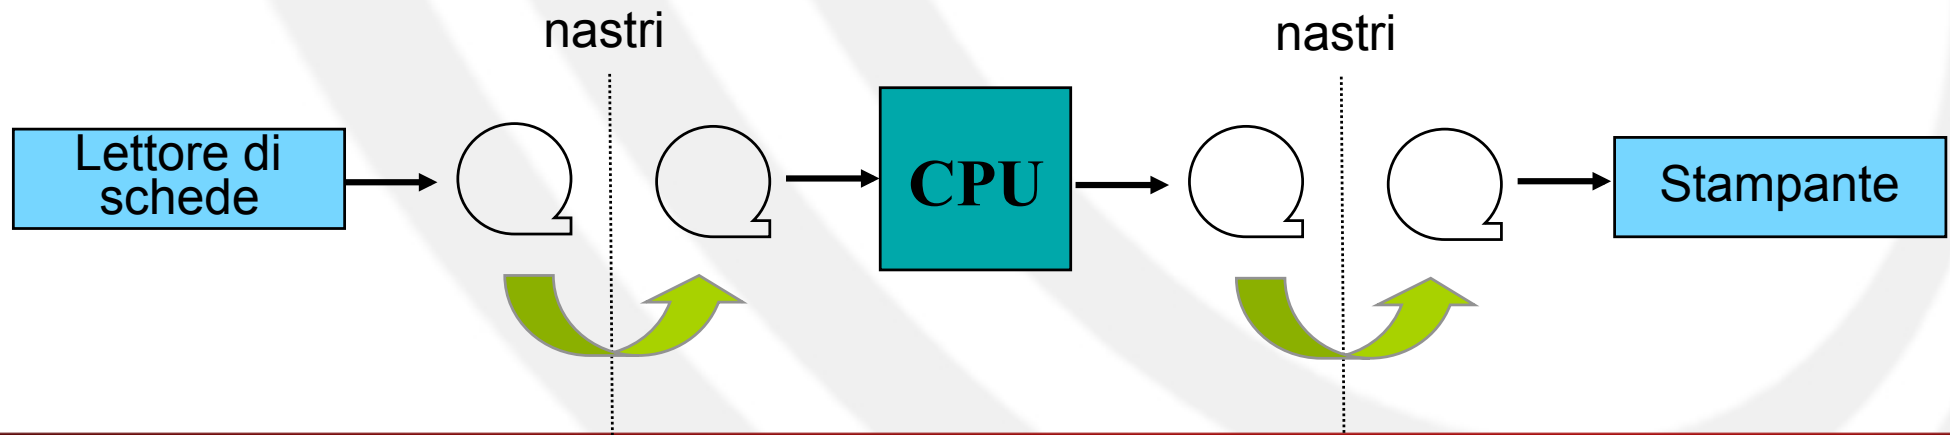 nastri
nastri
Lettore di
schede
CPU
Stampante